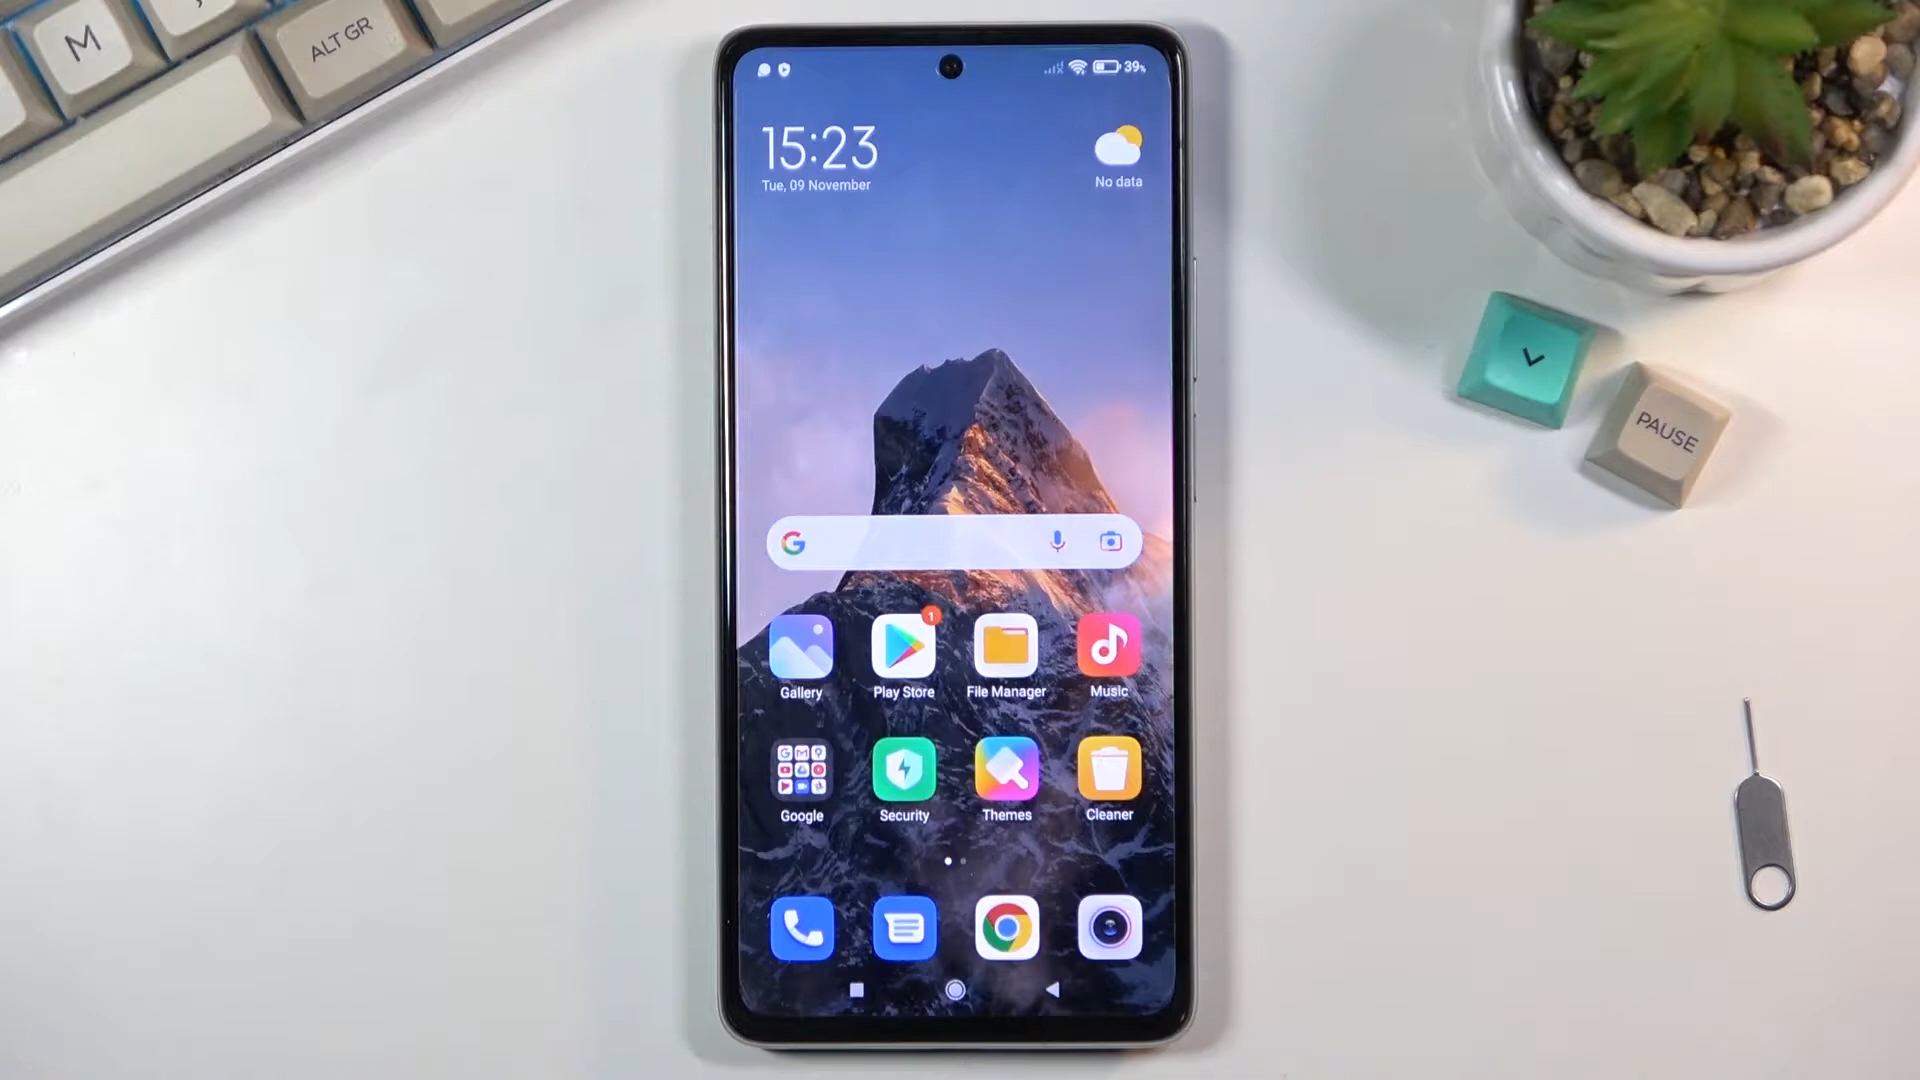 M
ALT GR
39%
15:23
Tue, 09 November
No data
PAUSE
G
1
Gallery
Play Store
File Manager
Music
Google
Security
Themes
Cleaner